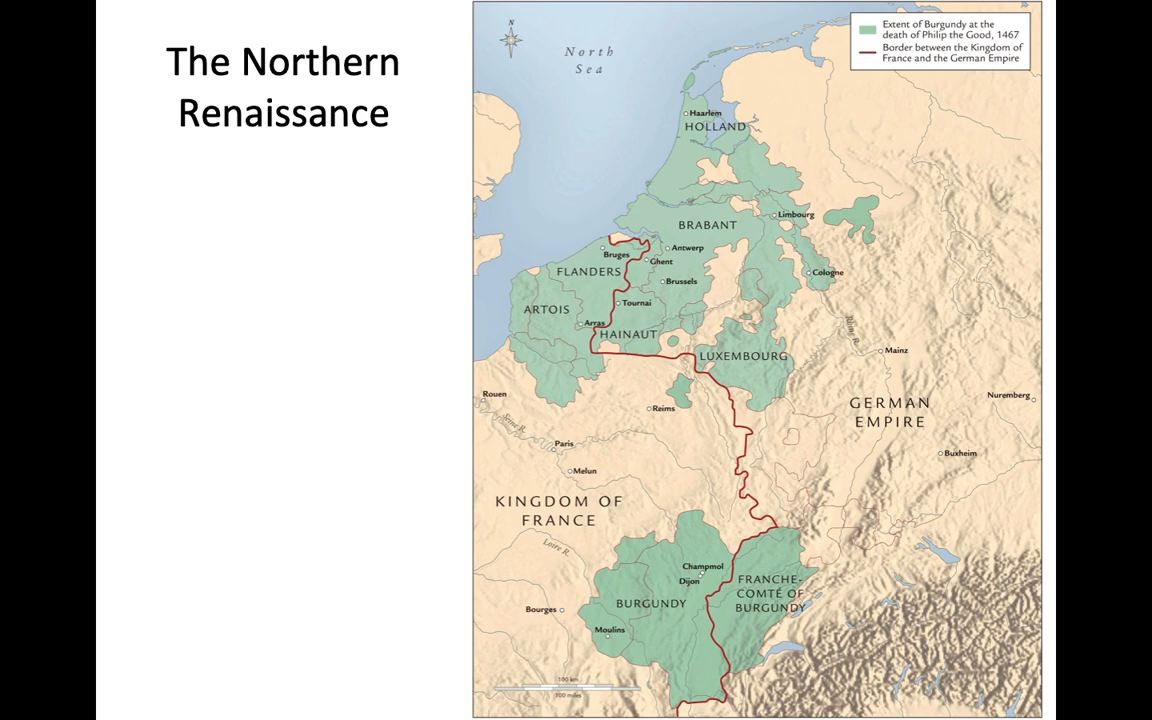 The Northern
Renaissance
N
North
Sea
Extent of Burgundy at the
death of Philip the Good, 1467
Border between the Kingdom of
France and the German Empire
Haarlem
HOLLAND
Limbourg
BRABANT
Antwerp
Bruges
Ghent
FLANDERS
Cologne
Brussels
Tournai
ARTOIS
Arras
HAINAUT
Rhine R.
Mainz
LUXEMBOURG
Rouen
Nuremberg
Reims
GERMAN
EMPIRE
Seine R.
Paris
Buxheim
Melun
KINGDOM OF
FRANCE
Loire R.
Champmol
Dijon
FRANCHE-
COMTÉ OF
BURGUNDY
BURGUNDY
Bourges
Moulins
100 km
100 miles